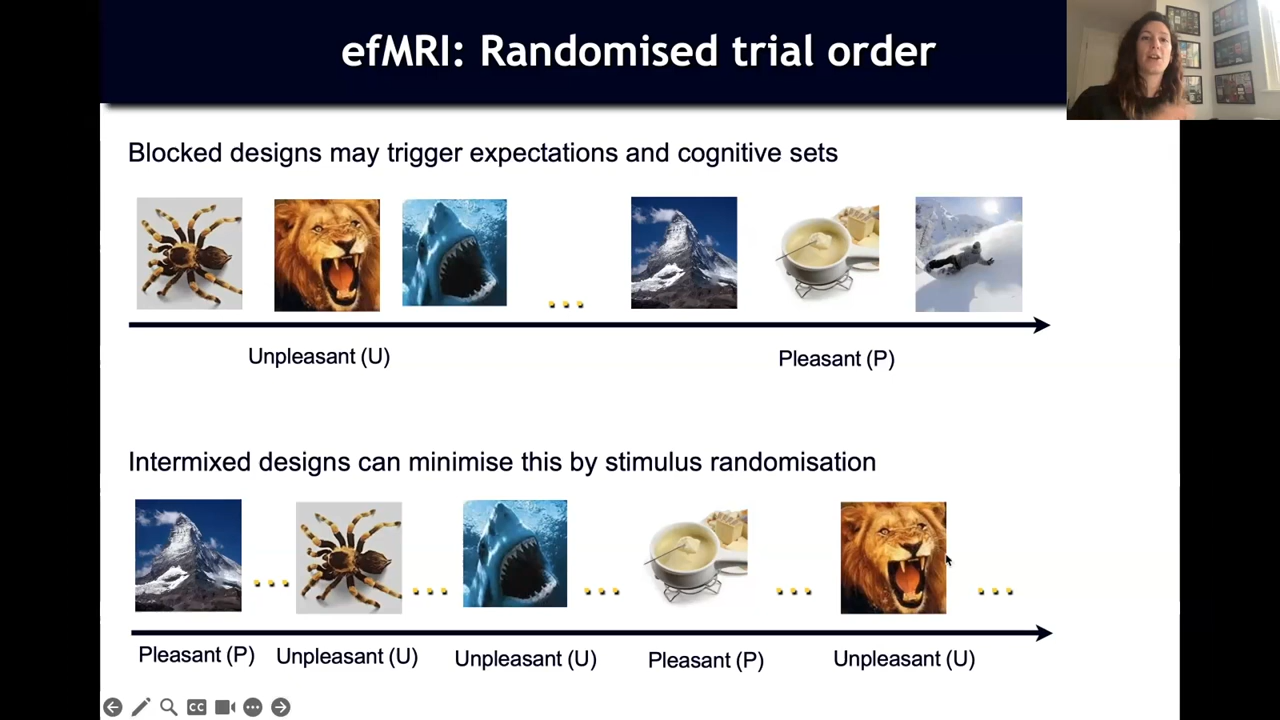 efMRI: Randomised trial order
Blocked designs may trigger expectations and cognitive sets
...
Unpleasant (U)
Pleasant (P)
Intermixed designs can minimise this by stimulus randomisation
... ... ... ... ...
Pleasant (P) Unpleasant (U) Unpleasant (U) Pleasant (P) Unpleasant (U)
CC